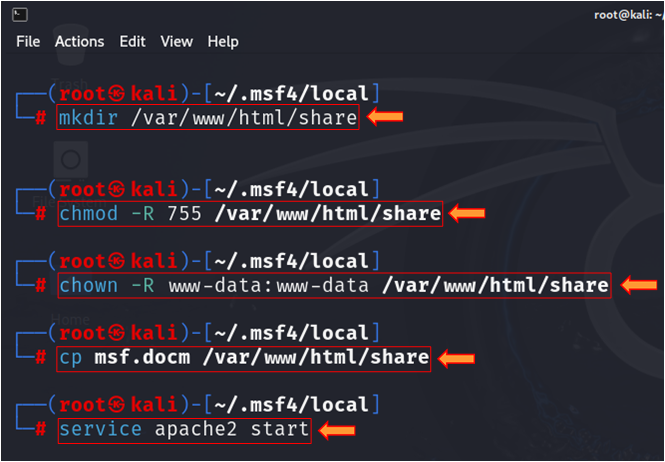 root@kali: ~/
File Actions Edit View Help
Trash
┌──(root㉿kali)-[~/.msf4/local]
└─# mkdir /var/www/html/share
┌──(root㉿kali)-[~/.msf4/local]
└─# chmod -R 755 /var/www/html/share
┌──(root㉿kali)-[~/.msf4/local]
└─# chown -R www-data:www-data /var/www/html/share
Home
┌──(root㉿kali)-[~/.msf4/local]
└─# cp msf.docm /var/www/html/share
┌──(root㉿kali)-[~/.msf4/local]
└─# service apache2 start